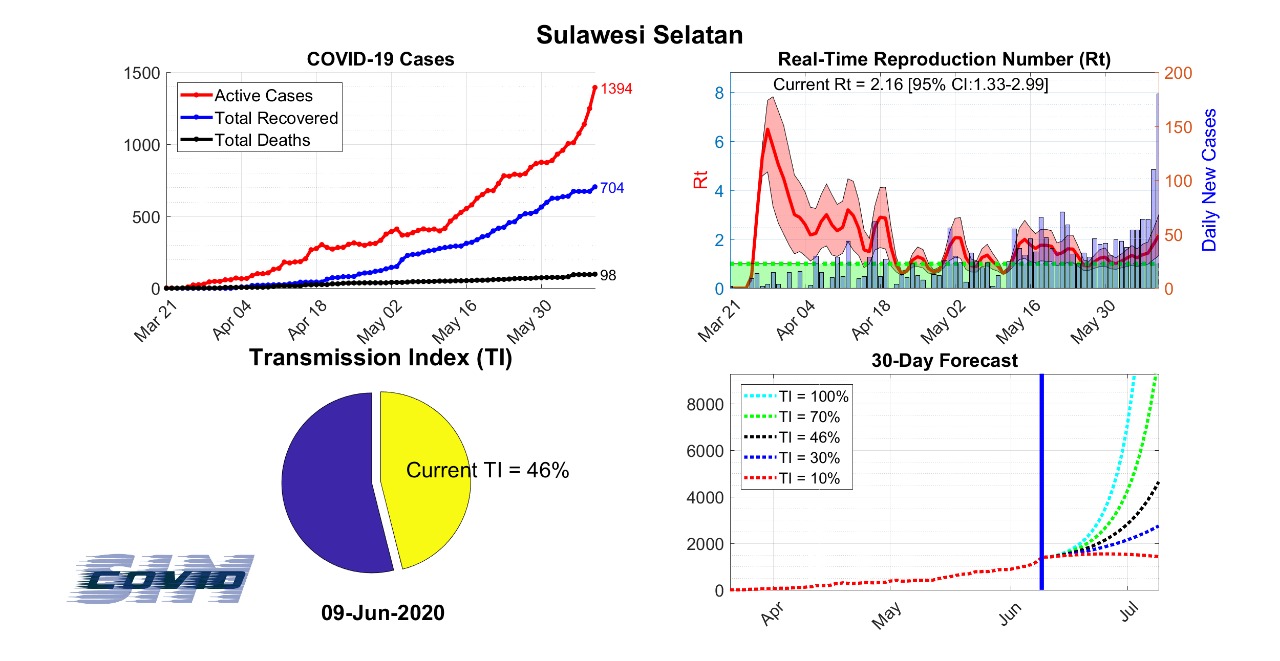 Sulawesi Selatan
COVID-19 Cases
1500
1000
500
0
Active Cases
Total Recovered
Total Deaths
1394
704
98
Mar 21
Apr 04
Apr 18
May 02
May 16
May 30
Real-Time Reproduction Number (Rt)
Current Rt = 2.16 [95% CI:1.33-2.99]
Rt
8
6
4
2
0
200
150
100
50
0
Daily New Cases
Mar 21
Apr 04
Apr 18
May 02
May 16
May 30
Transmission Index (TI)
Current TI = 46%
09-Jun-2020
SIM
COVID
30-Day Forecast
8000
6000
4000
2000
0
TI = 100%
TI = 70%
TI = 46%
TI = 30%
TI = 10%
Apr
May
Jun
Jul